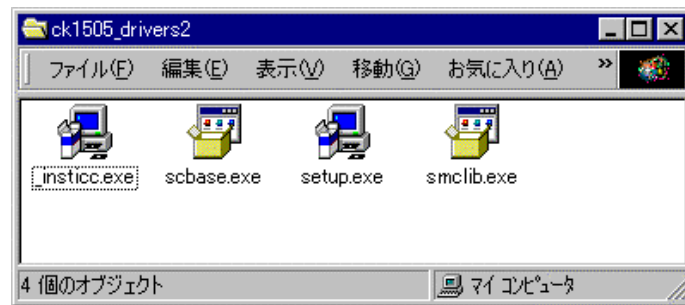 ck1505_drivers2
ファイル(F) 編集(E) 表示(V) 移動(G) お気に入り(A) »
_insticc.exe scbase.exe setup.exe smclib.exe
4 個のオブジェクト マイ コンピュータ